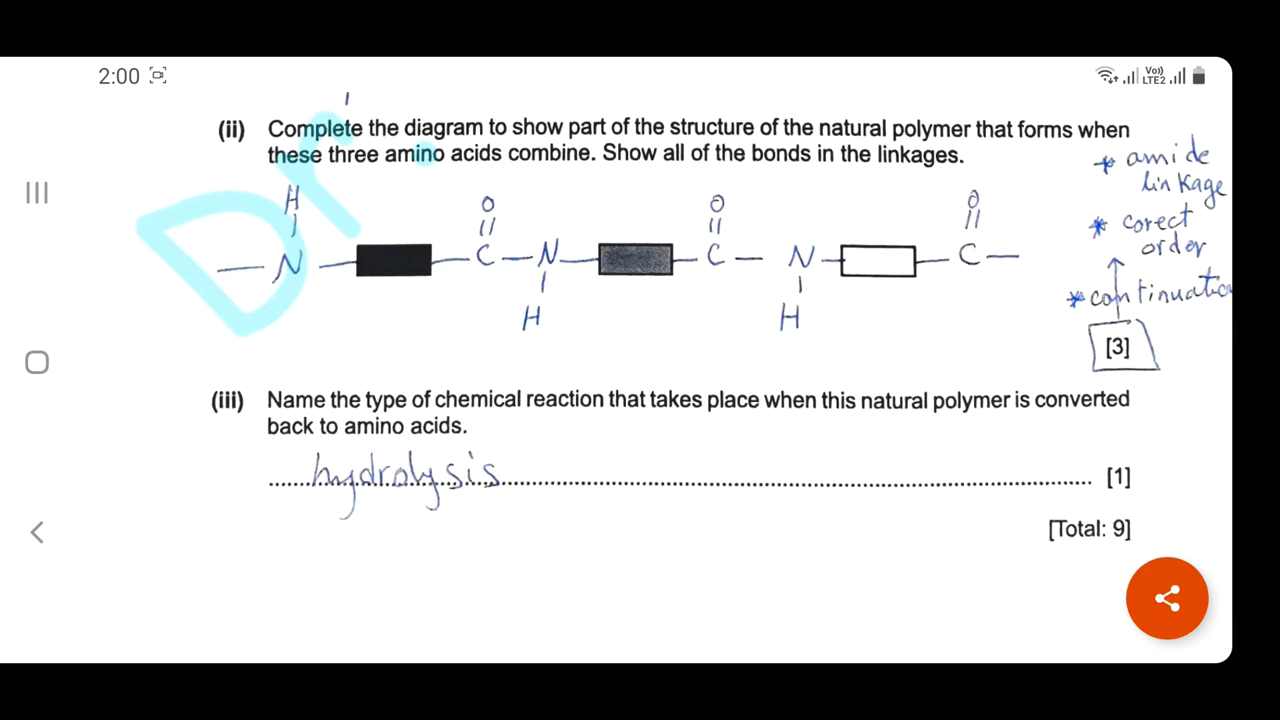 2:00
Vo))
LTE2
(ii) Complete the diagram to show part of the structure of the natural polymer that forms when
these three amino acids combine. Show all of the bonds in the linkages.
Dr.
* amide
linkage
* corect
order
* continuation
H O O O
N C N C N C
H H
[3]
(iii) Name the type of chemical reaction that takes place when this natural polymer is converted
back to amino acids.
hydrolysis
[1]
[Total: 9]